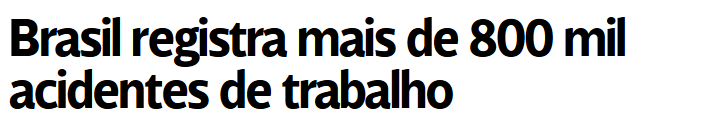 Brasil registra mais de 800 mil
acidentes de trabalho